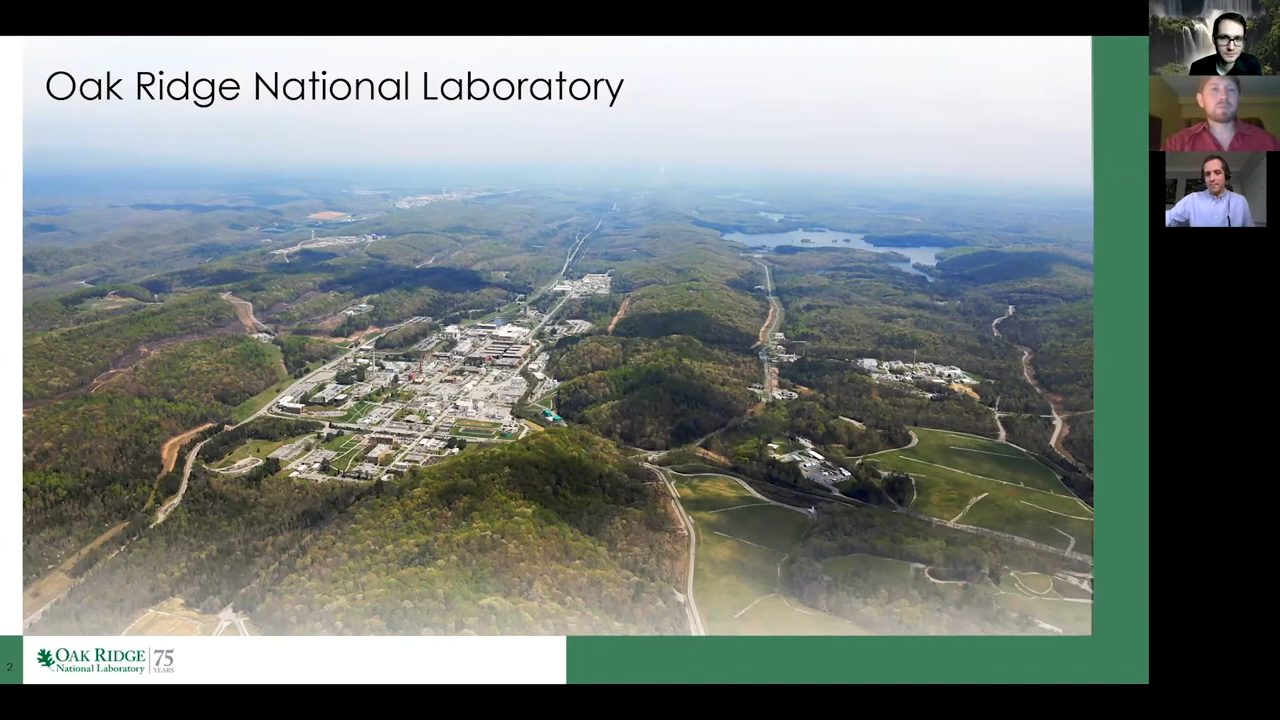 Oak Ridge National Laboratory
2
OAK RIDGE
National Laboratory
75
YEARS